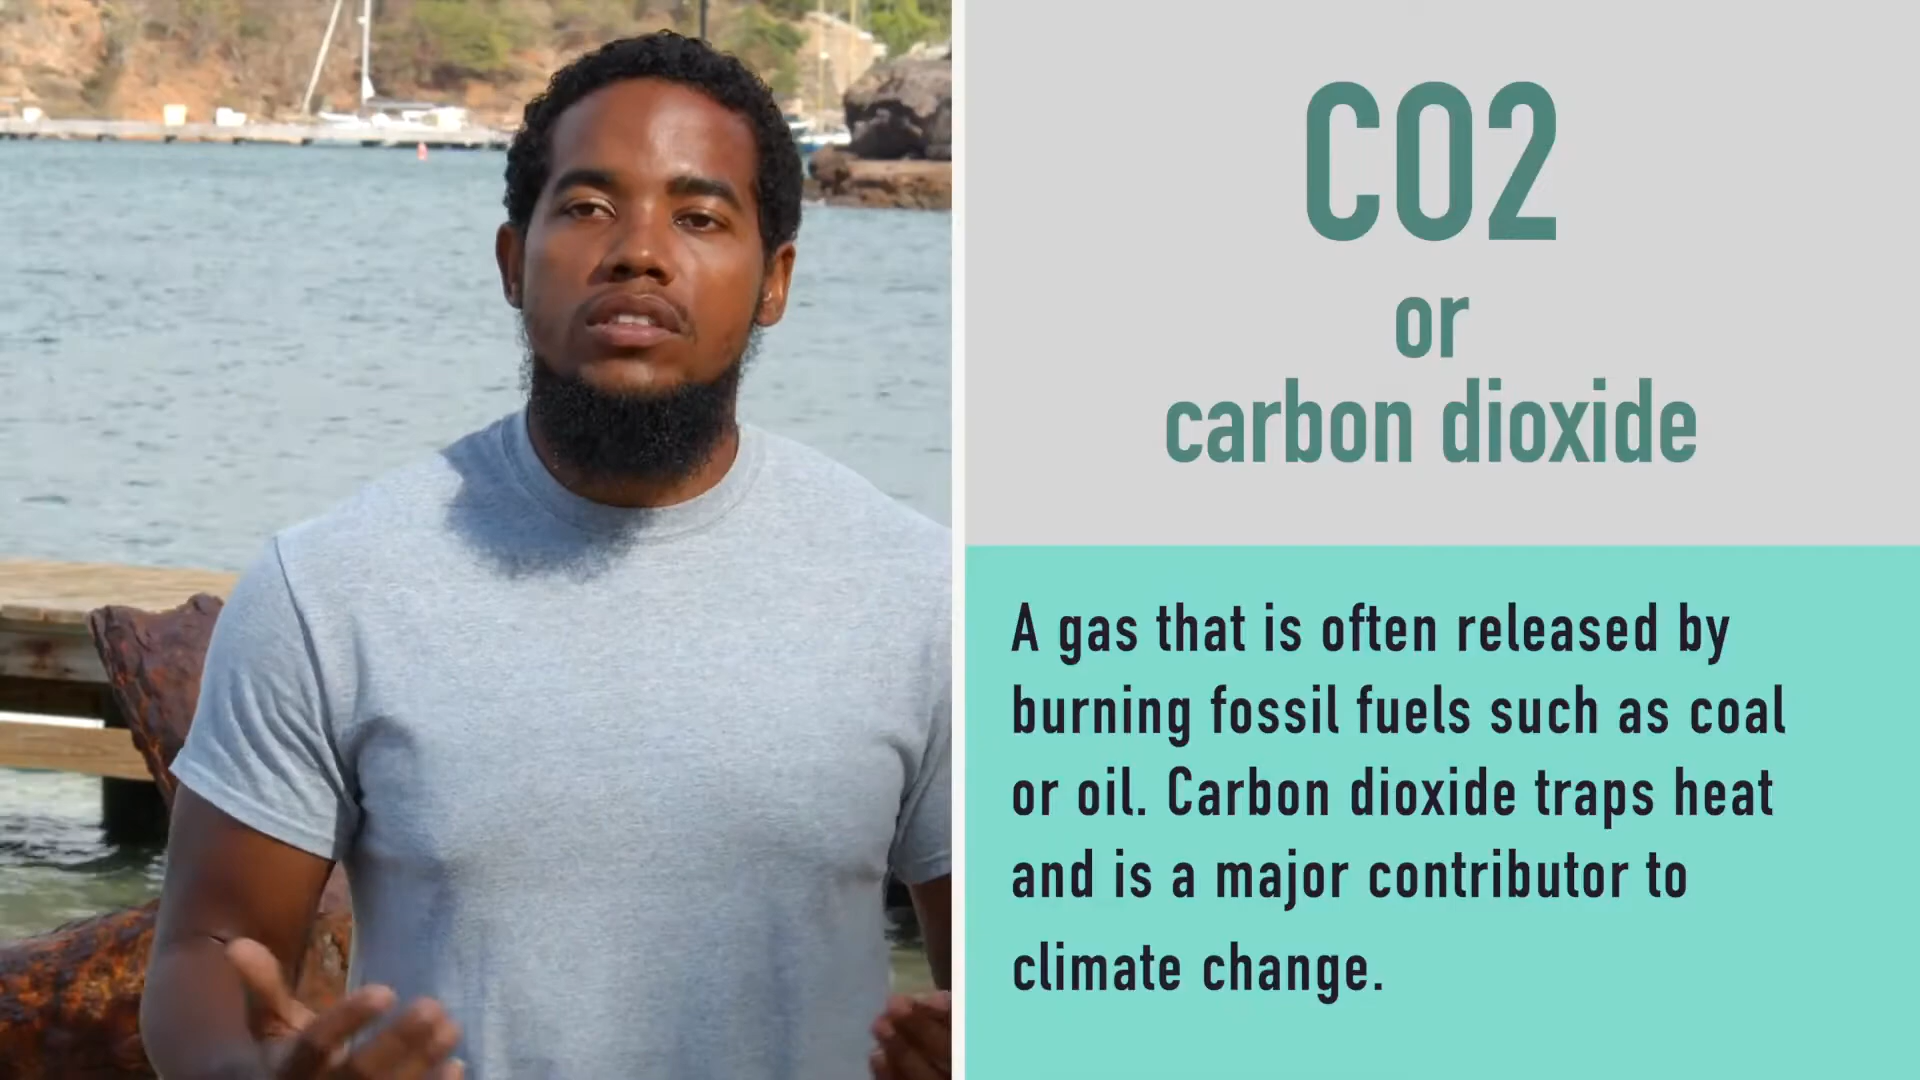 CO2
or
carbon dioxide
A gas that is often released by
burning fossil fuels such as coal
or oil. Carbon dioxide traps heat
and is a major contributor to
climate change.